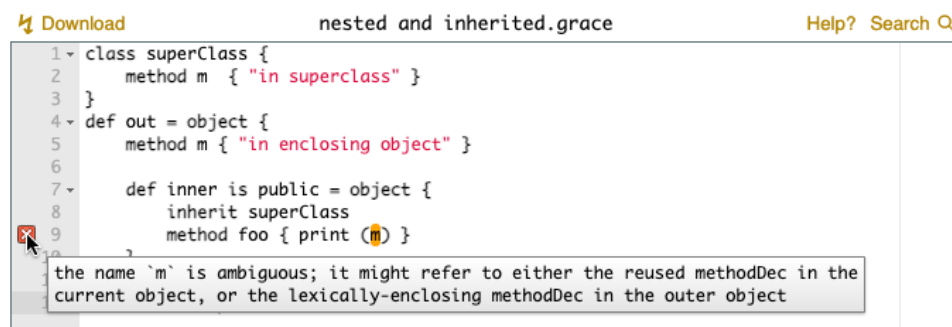 Download nested and inherited.grace Help? Search
1 class superClass {
2 method m { "in superclass" }
3 }
4 def out = object {
5 method m { "in enclosing object" }
6
7 def inner is public = object {
8 inherit superClass
9 method foo { print (m) }
the name `m` is ambiguous; it might refer to either the reused methodDec in the
current object, or the lexically-enclosing methodDec in the outer object